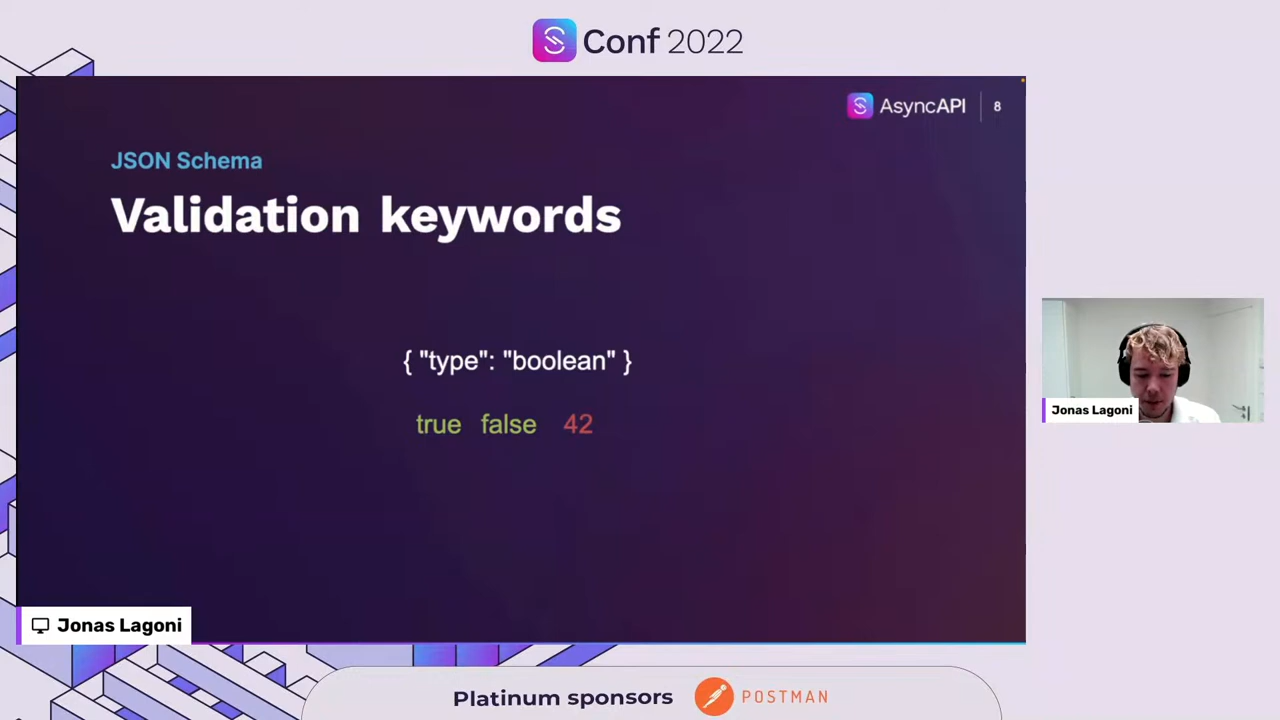 Conf 2022
AsyncAPI 8
JSON Schema
Validation keywords
{ "type": "boolean" }
true false 42
Jonas Lagoni
Jonas Lagoni
Platinum sponsors POSTMAN